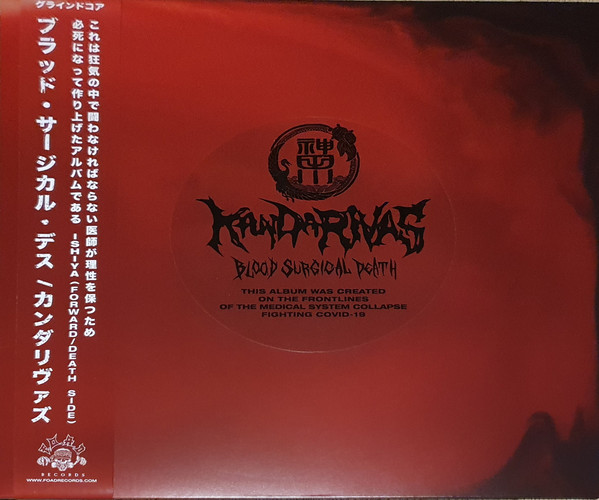 グラインドコア
これは狂気の中で闘わなければならない医師が理性を保つため
必死になって作り上げたアルバムである ISHIYA (FORWARD/DEATH SIDE)
ブラッド・サージカル・デス / カンダリヴァズ
F.O.A.D
RECORDS
WWW.FOADRECORDS.COM
KANDARIVAS
BLOOD SURGICAL DEATH
THIS ALBUM WAS CREATED
ON THE FRONTLINES
OF THE MEDICAL SYSTEM COLLAPSE
FIGHTING COVID-19